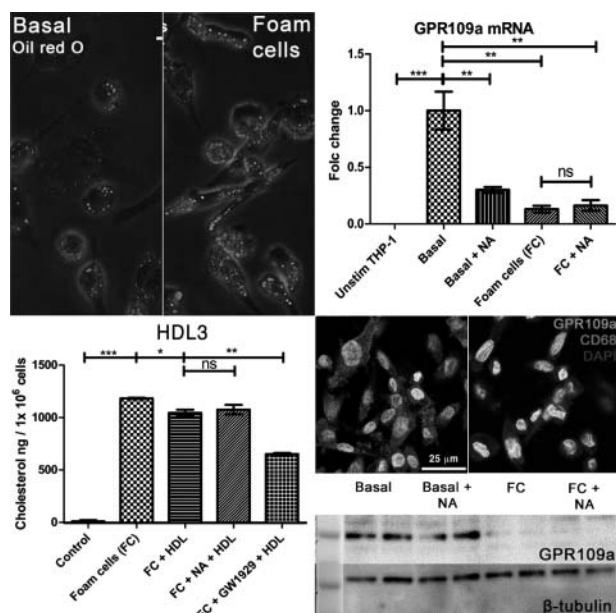 Basal
Oil red O
s
Foam
cells
GPR109a mRNA
Folc change
1.5
1.0
0.5
0.0
**
**
***
**
ns
Unstim THP-1
Basal
Basal + NA
Foam cells (FC)
FC + NA
HDL3
Cholesterol ng / 1x 10⁶ cells
1500
1000
500
0
***
*
**
ns
Control
Foam cells (FC)
FC + HDL
FC + NA + HDL
FC + GW1929 + HDL
GPR109a
CD68
DAPI
25 µm
Basal
Basal +
NA
FC
FC +
NA
GPR109a
β-tubulin